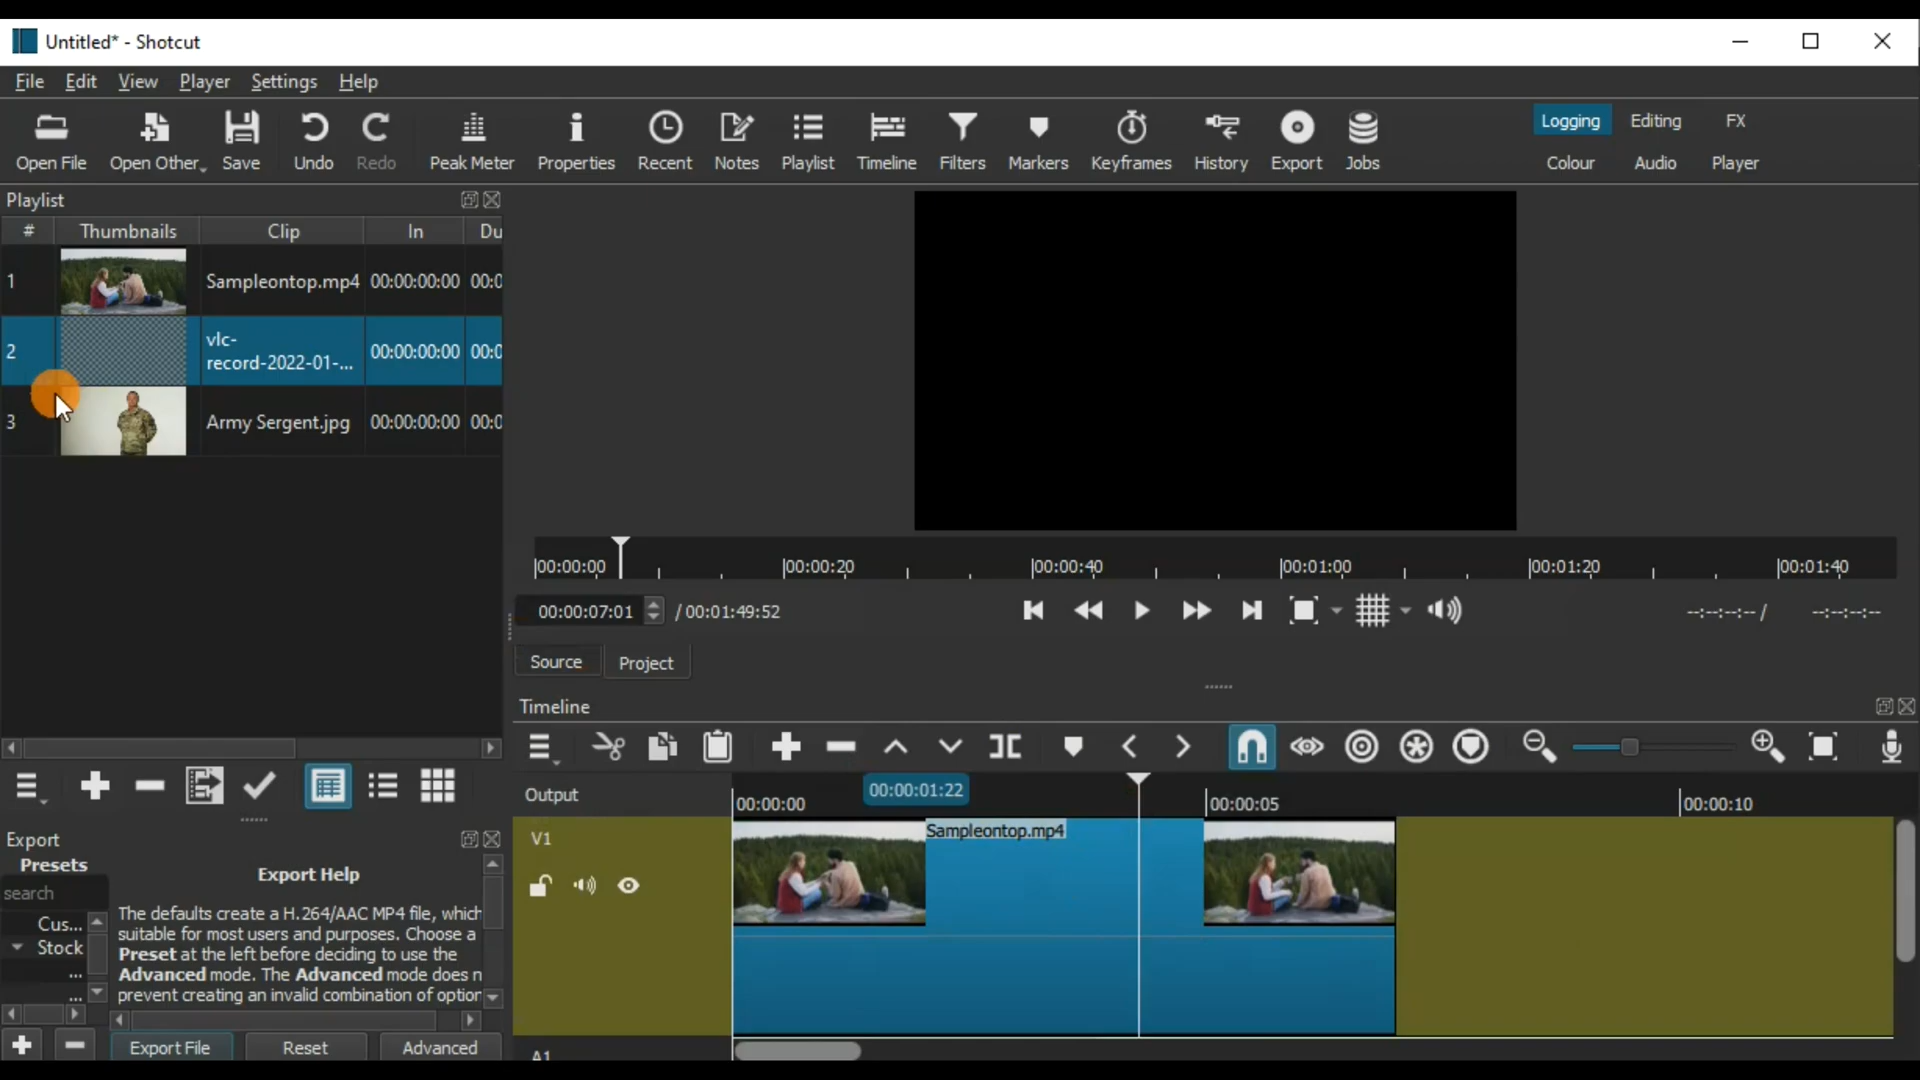 Untitled* - Shotcut
File Edit View Player Settings Help
Open File Open Other Save Undo Redo Peak Meter Properties Recent Notes Playlist Timeline Filters Markers Keyframes History Export Jobs
Logging Editing FX
Colour Audio Player
Playlist
# Thumbnails Clip In Du
1 Sampleontop.mp4 00:00:00:00 00:0
2 vlc-
record-2022-01-... 00:00:00:00 00:0
3 Army Sergent.jpg 00:00:00:00 00:0
00:00:00 00:00:20 00:00:40 00:01:00 00:01:20 00:01:40
00:00:07:01 / 00:01:49:52 --:--:--:-- / --:--:--:--
Source Project
Timeline
Output 00:00:00 00:00:01:22 00:00:05 00:00:10
V1 Sampleontop.mp4
A1
Export
Presets
search
Cus...
Stock
...
...
Export Help
The defaults create a H.264/AAC MP4 file, which
suitable for most users and purposes. Choose a
Preset at the left before deciding to use the
Advanced mode. The Advanced mode does n
prevent creating an invalid combination of option
Export File Reset Advanced